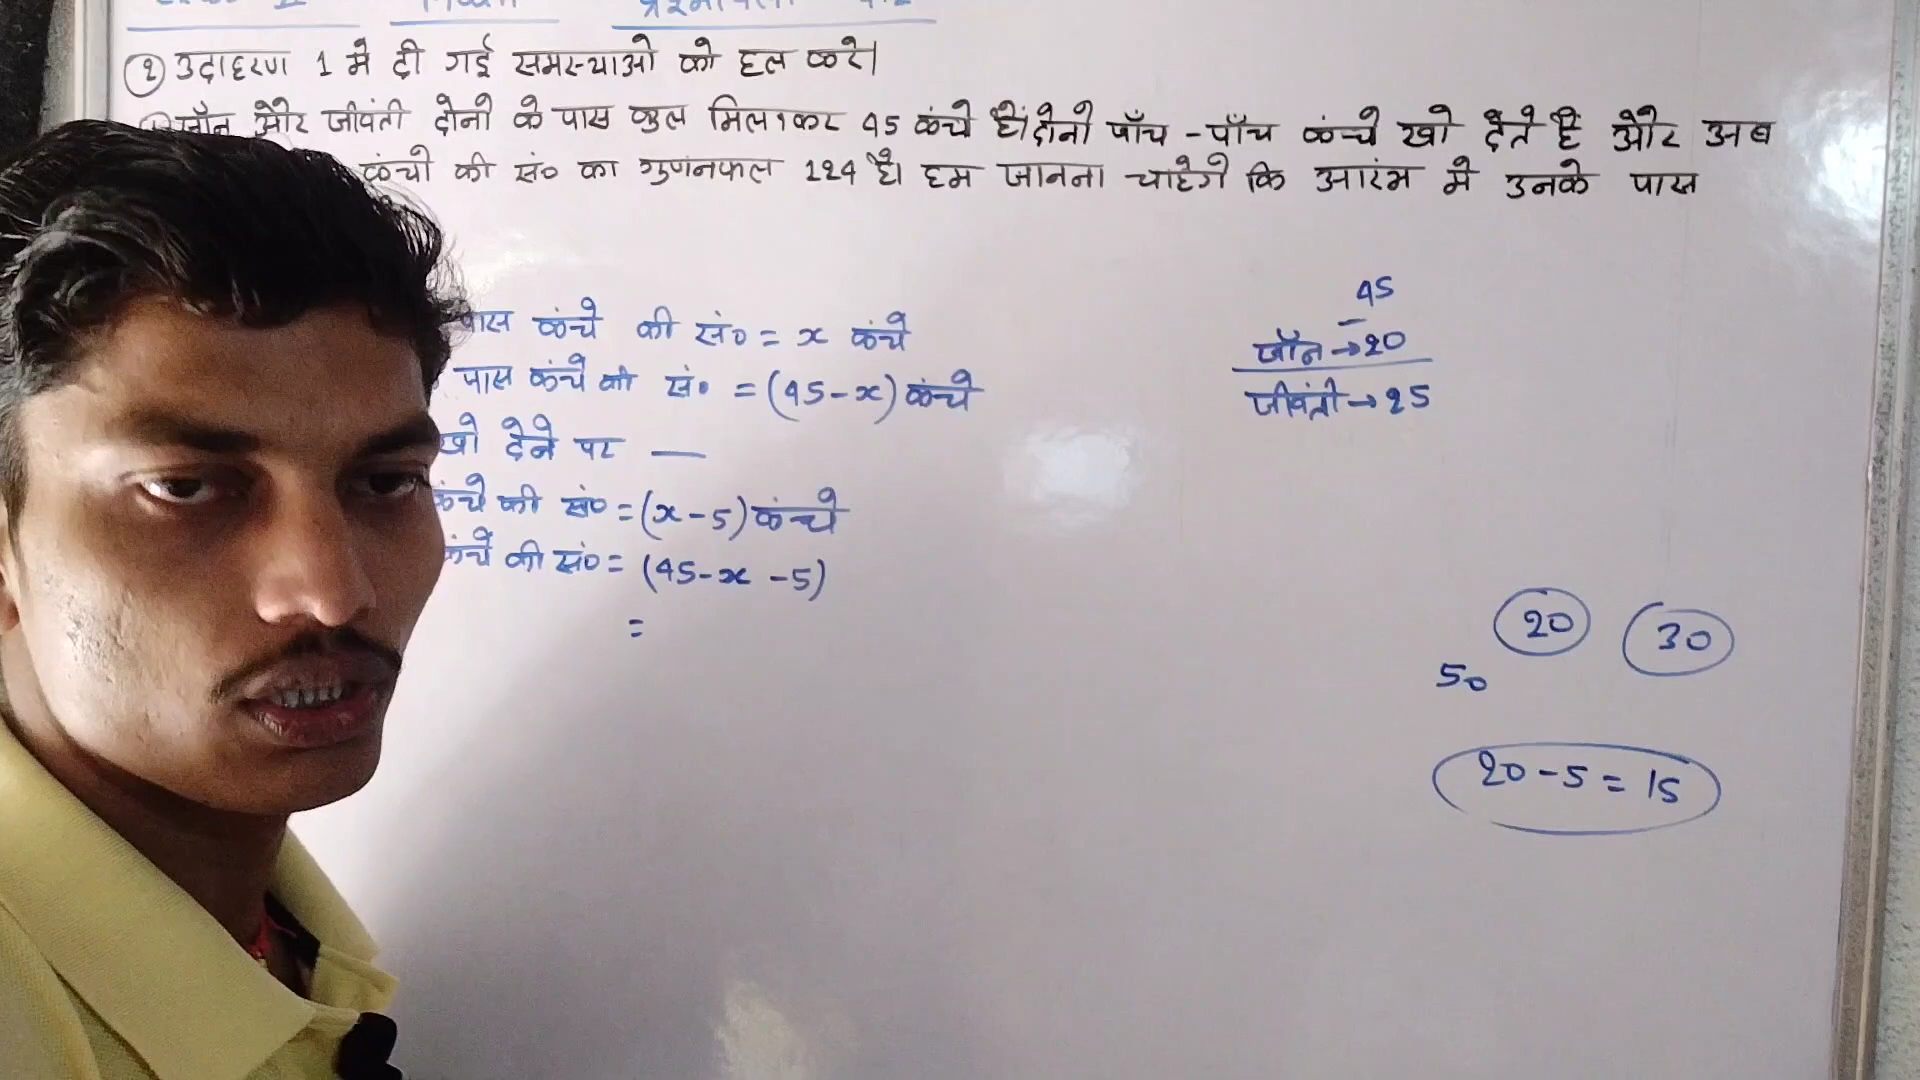 ② उदाहरण 1 मे दी गई समस्याओ को हल करे।
जॉन और जीवंती दोनो के पास कुल मिलाकर 45 कंचे है। दोनो पाँच - पाँच कंचे खो देते है और अब
कंचो की सं० का गुणनफल 124 है। हम जानना चाहेगे कि आरंभ मे उनके पास
पास कंचे की सं० = x कंचे
पास कंचे की सं० = (45-x) कंचे
खो देने पर —
कंचे की सं० = (x-5) कंचे
कंचे की सं० = (45-x -5)
=
45
- जॉन → 20
जीवंती → 25
20 30
50
20 - 5 = 15